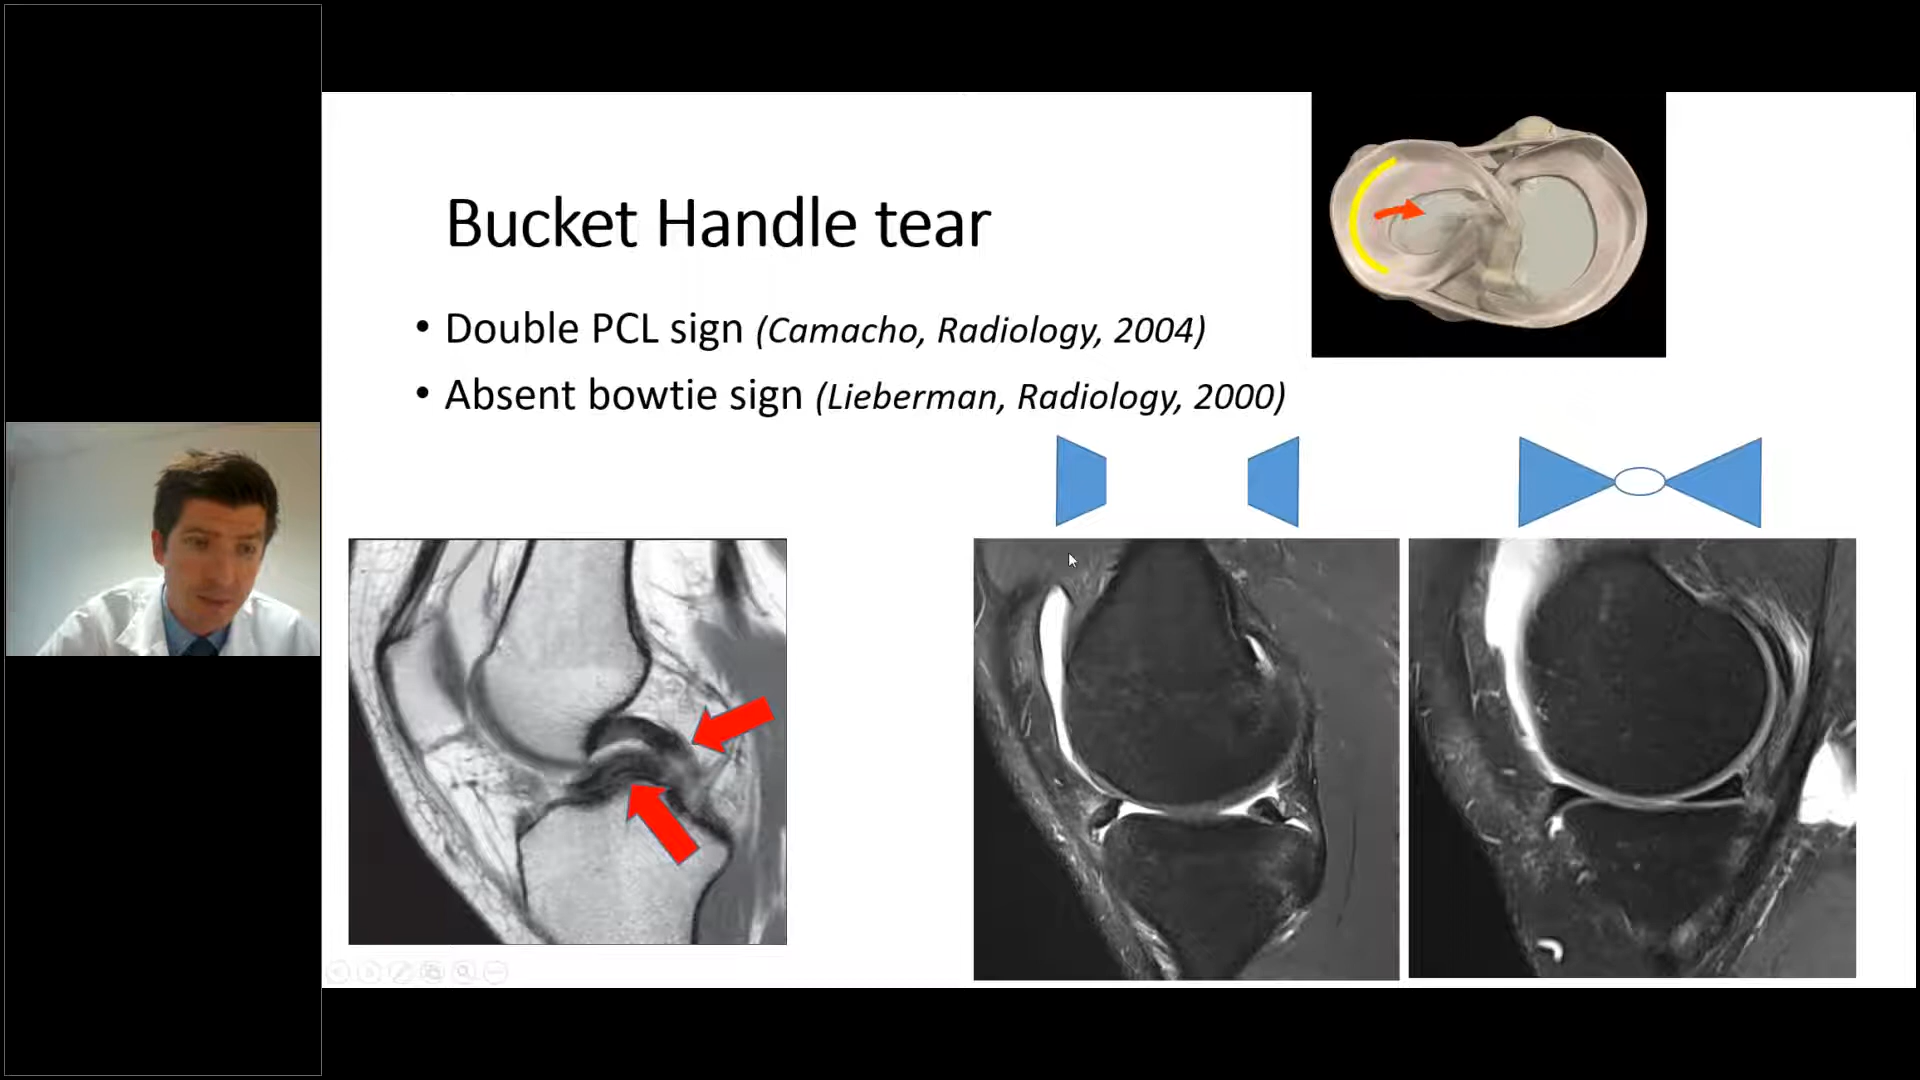 Bucket Handle tear
• Double PCL sign (Camacho, Radiology, 2004)
• Absent bowtie sign (Lieberman, Radiology, 2000)